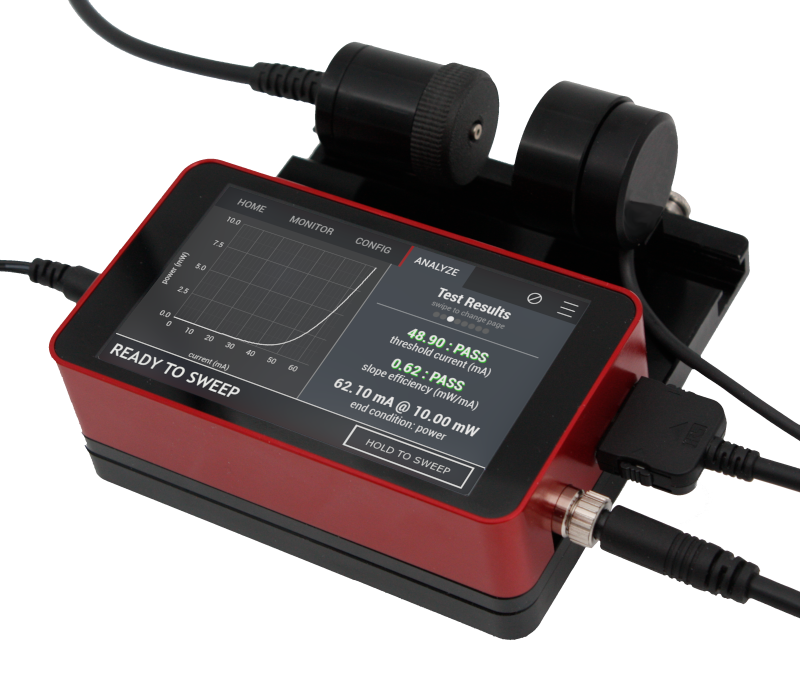 HOME
MONITOR
CONFIG
ANALYZE
10.0
7.5
5.0
2.5
0.0
power (mW)
0 10 20 30 40 50 60
current (mA)
READY TO SWEEP
Test Results
swipe to change page
48.90 : PASS
threshold current (mA)
0.62 : PASS
slope efficiency (mW/mA)
62.10 mA @ 10.00 mW
end condition: power
HOLD TO SWEEP